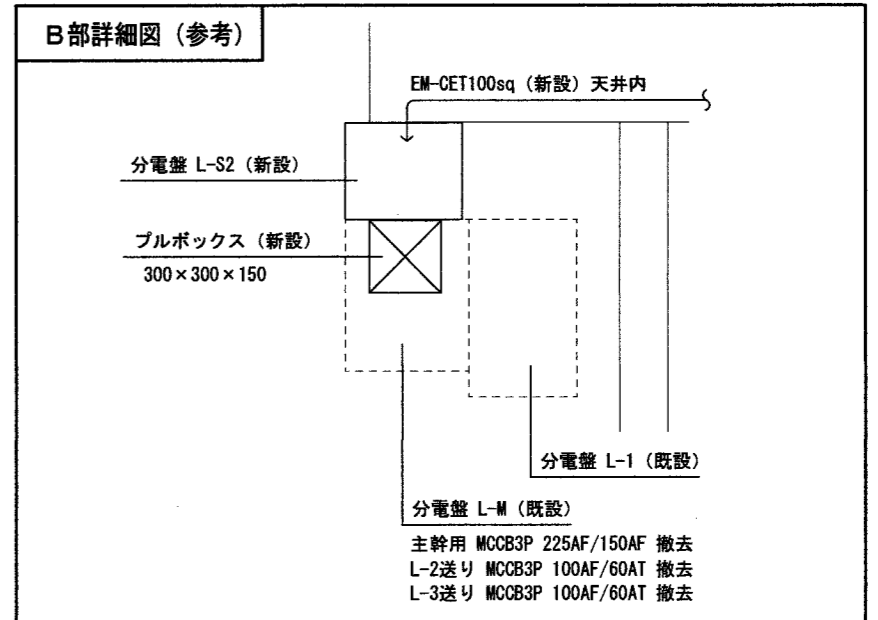 B部詳細図（参考）
EM-CET100sq（新設）天井内
分電盤 L-S2（新設）
プルボックス（新設）
300×300×150
分電盤 L-1（既設）
分電盤 L-M（既設）
主幹用 MCCB3P 225AF/150AF 撤去
L-2送り MCCB3P 100AF/60AT 撤去
L-3送り MCCB3P 100AF/60AT 撤去